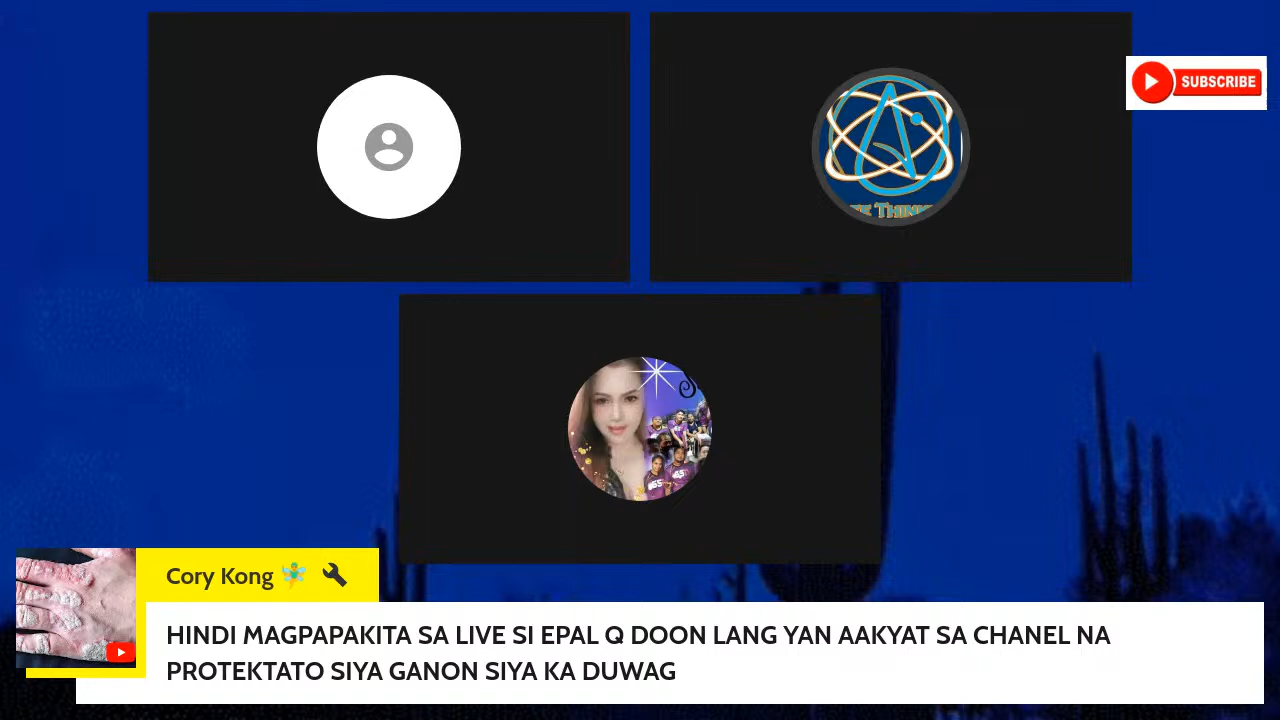 SUBSCRIBE
Cory Kong
HINDI MAGPAPAKITA SA LIVE SI EPAL Q DOON LANG YAN AAKYAT SA CHANEL NA
PROTEKTATO SIYA GANON SIYA KA DUWAG